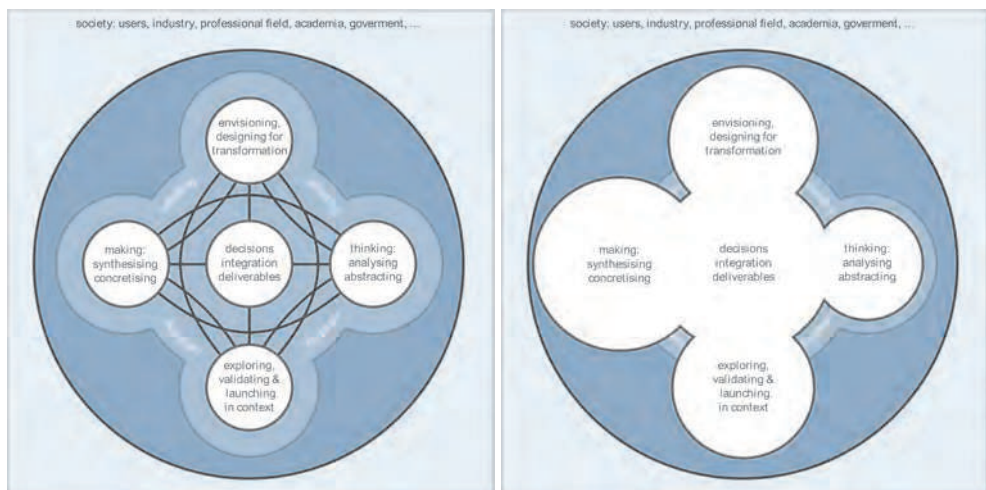 society: users, industry, professional field, academia, goverment, ...
envisioning,
designing for
transformation
making:
synthesising
concretising
decisions
integration
deliverables
thinking:
analysing
abstracting
exploring,
validating &
launching
in context
society: users, industry, professional field, academia, goverment, ...
envisioning,
designing for
transformation
making:
synthesising
concretising
decisions
integration
deliverables
thinking:
analysing
abstracting
exploring,
validating &
launching
in context